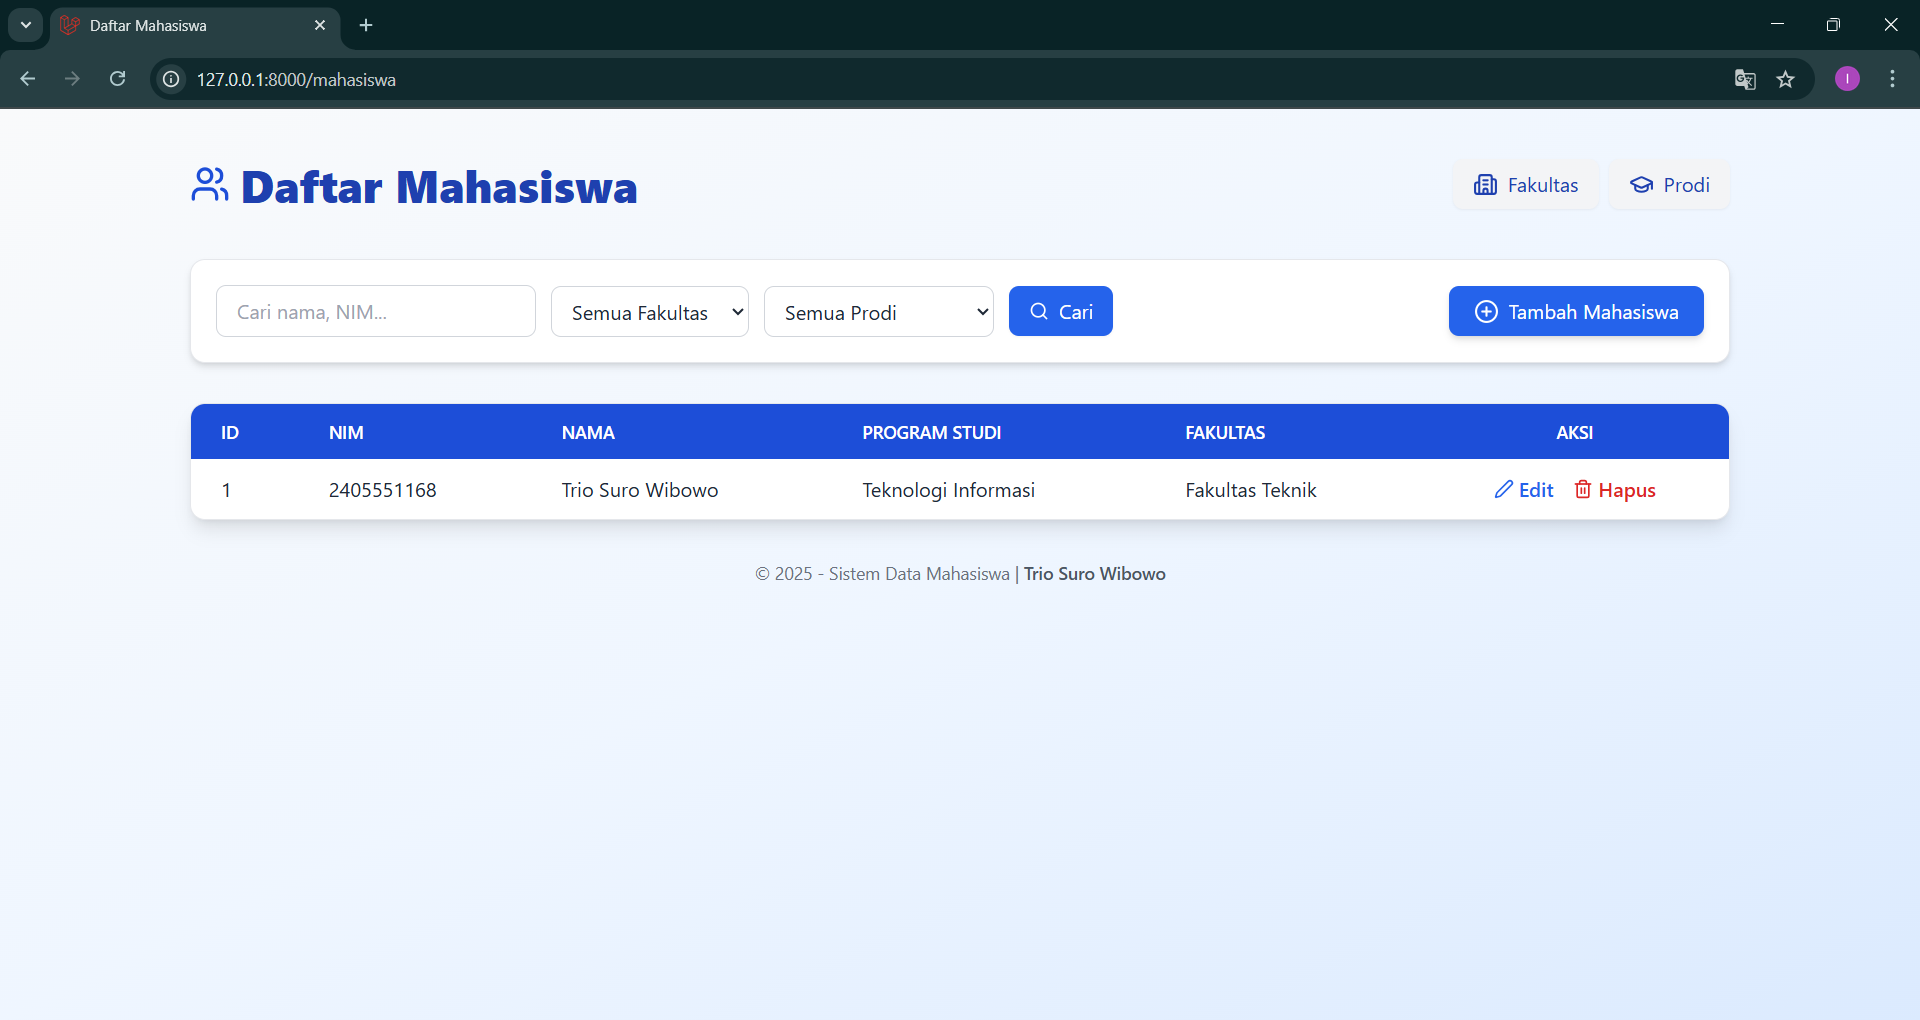 Daftar Mahasiswa
127.0.0.1:8000/mahasiswa
I
Daftar Mahasiswa
Fakultas
Prodi
Cari nama, NIM...
Semua Fakultas
Semua Prodi
Cari
Tambah Mahasiswa
ID NIM NAMA PROGRAM STUDI FAKULTAS AKSI
1 2405551168 Trio Suro Wibowo Teknologi Informasi Fakultas Teknik Edit Hapus
© 2025 - Sistem Data Mahasiswa | Trio Suro Wibowo